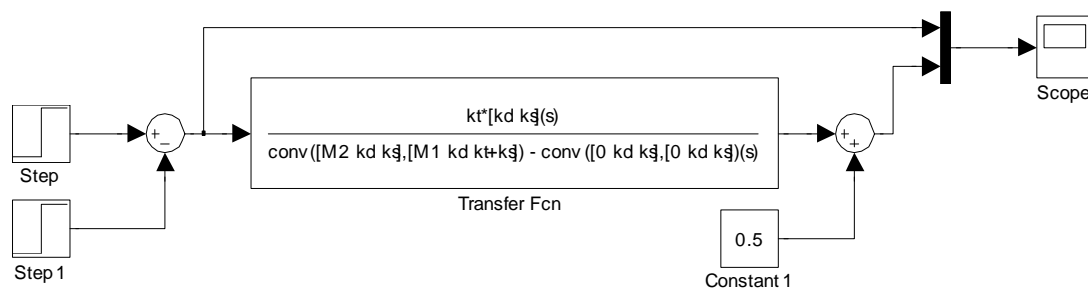 Step
Step 1
+
−
kt*[kd ks](s)
conv([M2 kd ks],[M1 kd kt+ks]) - conv([0 kd ks],[0 kd ks])(s)
Transfer Fcn
+
+
0.5
Constant 1
Scope